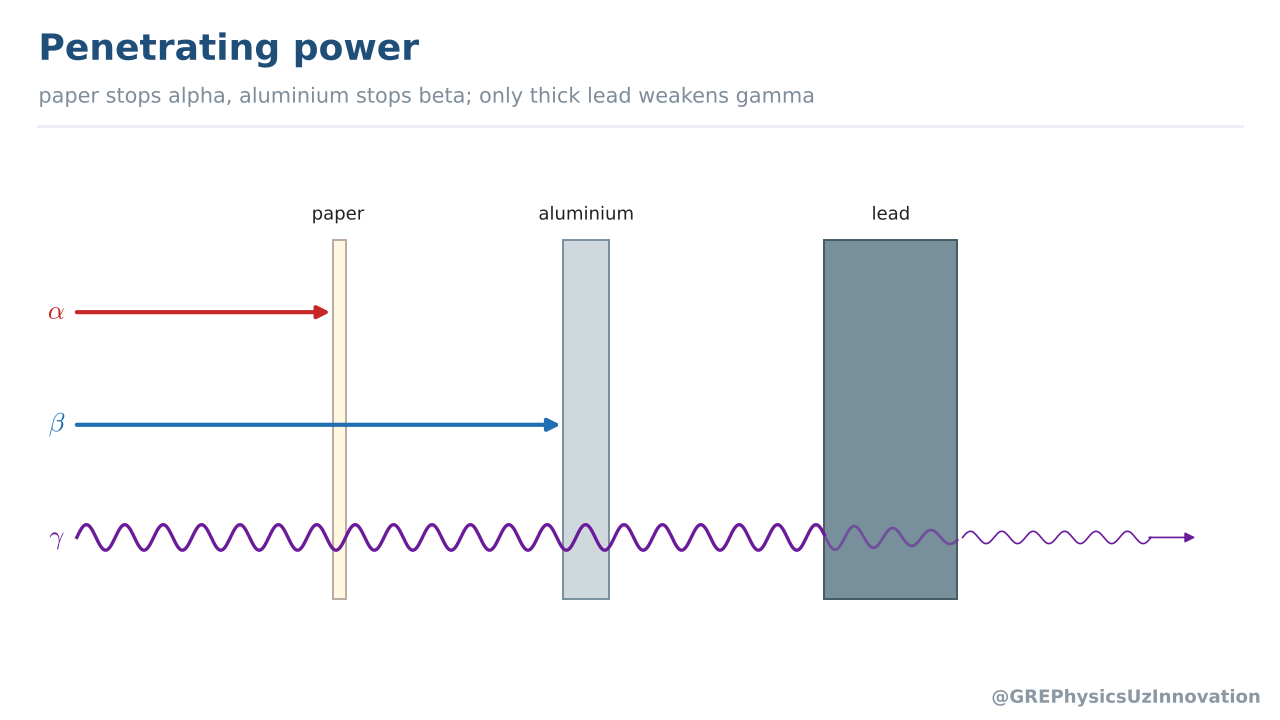 Penetrating power
paper stops alpha, aluminium stops beta; only thick lead weakens gamma
paper
aluminium
lead
α
β
γ
@GREPhysicsUzInnovation